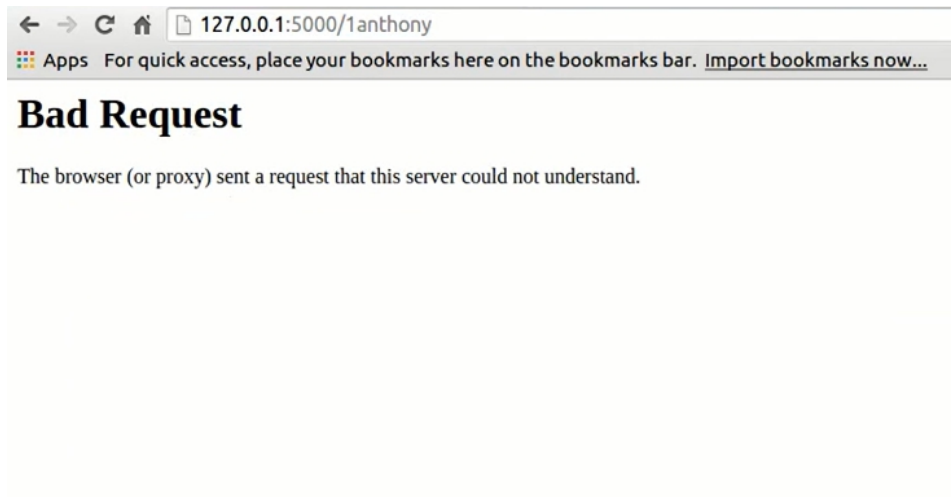 127.0.0.1:5000/1anthony
Apps For quick access, place your bookmarks here on the bookmarks bar. Import bookmarks now...
Bad Request
The browser (or proxy) sent a request that this server could not understand.